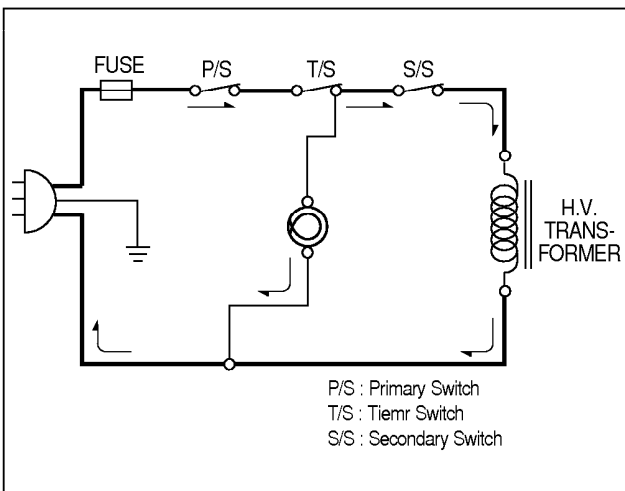 FUSE
P/S
T/S
S/S
H.V.
TRANS-
FORMER
P/S : Primary Switch
T/S : Tiemr Switch
S/S : Secondary Switch